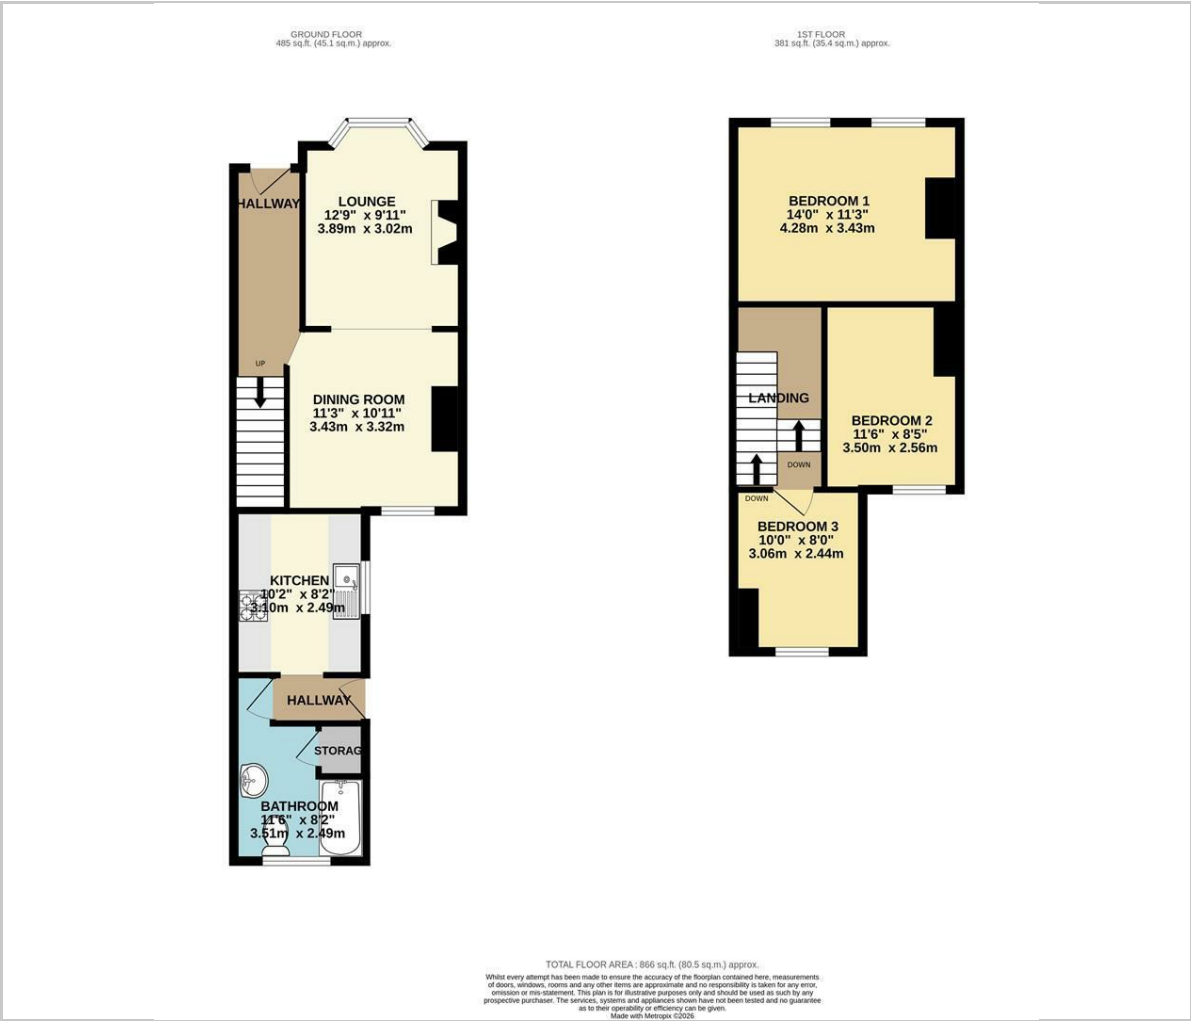 GROUND FLOOR
485 sq.ft. (45.1 sq.m.) approx.
1ST FLOOR
381 sq.ft. (35.4 sq.m.) approx.
HALLWAY
LOUNGE
12'9" x 9'11"
3.89m x 3.02m
UP
DINING ROOM
11'3" x 10'11"
3.43m x 3.32m
KITCHEN
10'2" x 8'2"
3.10m x 2.49m
HALLWAY
STORAG
BATHROOM
11'6" x 8'2"
3.51m x 2.49m
BEDROOM 1
14'0" x 11'3"
4.28m x 3.43m
LANDING
BEDROOM 2
11'6" x 8'5"
3.50m x 2.56m
DOWN
DOWN
BEDROOM 3
10'0" x 8'0"
3.06m x 2.44m
TOTAL FLOOR AREA : 866 sq.ft. (80.5 sq.m.) approx.
Whilst every attempt has been made to ensure the accuracy of the floorplan contained here, measurements
of doors, windows, rooms and any other items are approximate and no responsibility is taken for any error,
omission or mis-statement. This plan is for illustrative purposes only and should be used as such by any
prospective purchaser. The services, systems and appliances shown have not been tested and no guarantee
as to their operability or efficiency can be given.
Made with Metropix ©2026